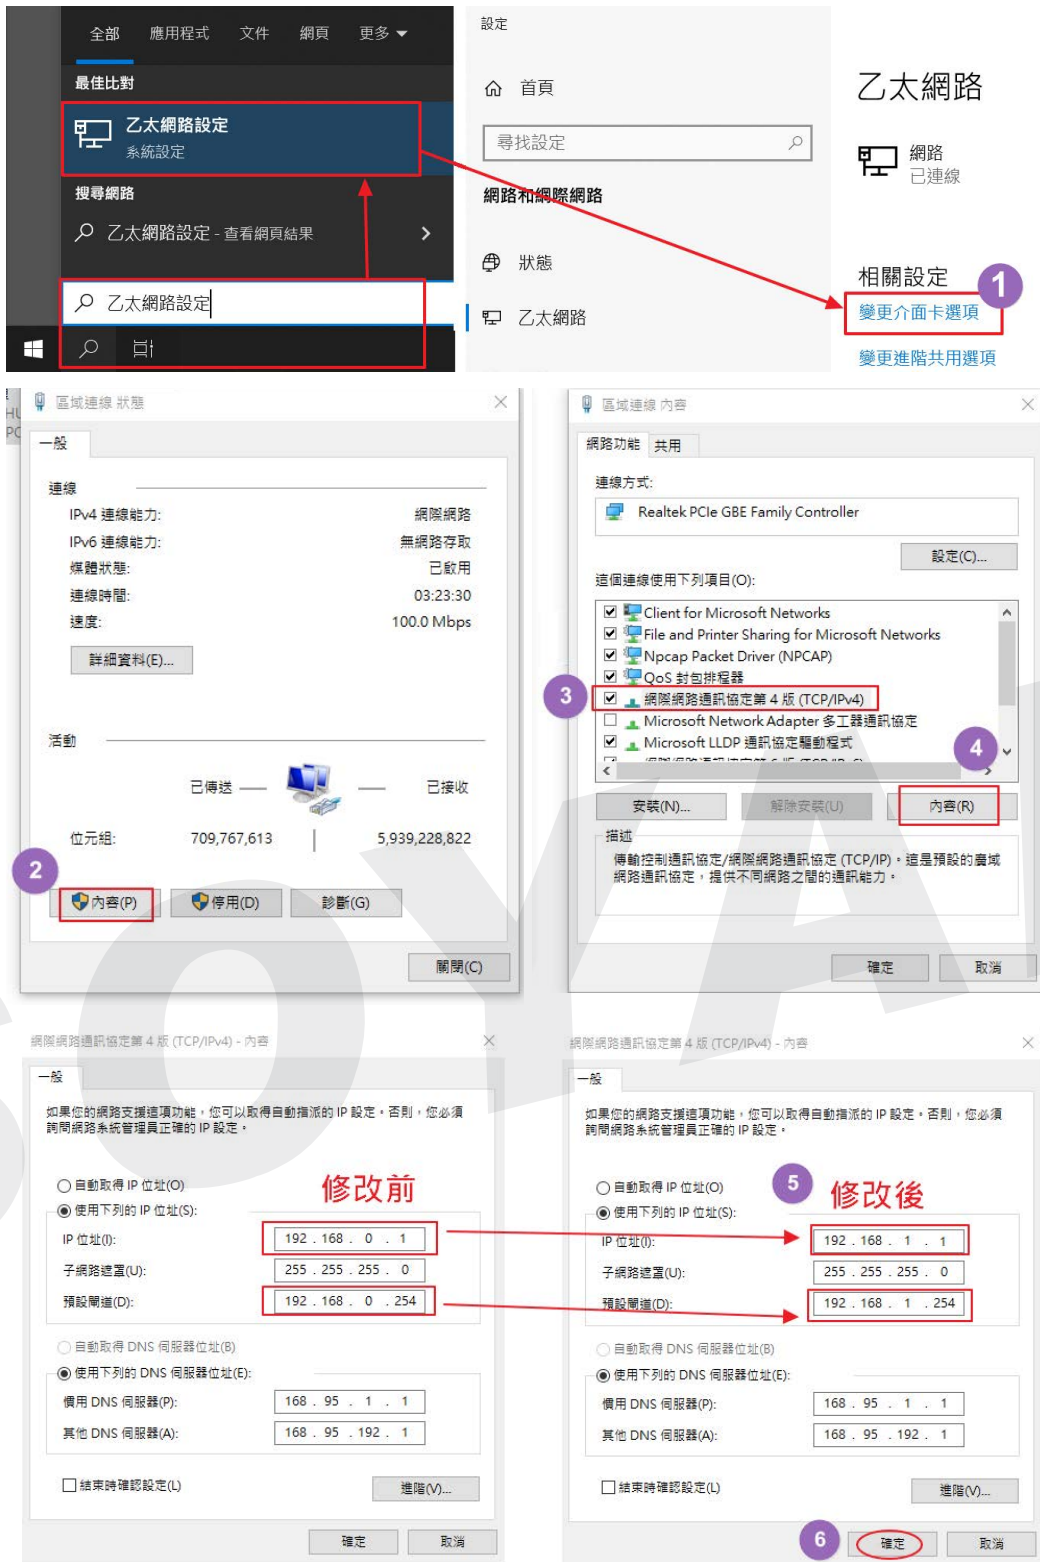 全部 應用程式 文件 網頁 更多
最佳比對
乙太網路設定
系統設定
搜尋網路
乙太網路設定 - 查看網頁結果
乙太網路設定
設定
首頁
尋找設定
網路和網際網路
狀態
乙太網路
乙太網路
網路
已連線
相關設定
1
變更介面卡選項
變更進階共用選項
區域連線 狀態
一般
連線
IPv4 連線能力: 網際網路
IPv6 連線能力: 無網路存取
媒體狀態: 已啟用
連線時間: 03:23:30
速度: 100.0 Mbps
詳細資料(E)...
活動
已傳送 已接收
位元組: 709,767,613 5,939,228,822
2
內容(P) 停用(D) 診斷(G)
關閉(C)
區域連線 內容
網路功能 共用
連線方式:
Realtek PCIe GBE Family Controller
設定(C)...
這個連線使用下列項目(O):
Client for Microsoft Networks
File and Printer Sharing for Microsoft Networks
Npcap Packet Driver (NPCAP)
QoS 封包排程器
3
網際網路通訊協定第 4 版 (TCP/IPv4)
Microsoft Network Adapter 多工器通訊協定
Microsoft LLDP 通訊協定驅動程式
4
安裝(N)... 解除安裝(U) 內容(R)
描述
傳輸控制通訊協定/網際網路通訊協定 (TCP/IP)。這是預設的廣域
網路通訊協定，提供不同網路之間的通訊能力。
確定 取消
網際網路通訊協定第 4 版 (TCP/IPv4) - 內容
一般
如果您的網路支援這項功能，您可以取得自動指派的 IP 設定。否則，您必須
詢問網路系統管理員正確的 IP 設定。
自動取得 IP 位址(O)
修改前
使用下列的 IP 位址(S):
IP 位址(I): 192 . 168 . 0 . 1
子網路遮罩(U): 255 . 255 . 255 . 0
預設閘道(D): 192 . 168 . 0 . 254
自動取得 DNS 伺服器位址(B)
使用下列的 DNS 伺服器位址(E):
慣用 DNS 伺服器(P): 168 . 95 . 1 . 1
其他 DNS 伺服器(A): 168 . 95 . 192 . 1
結束時確認設定(L)
進階(V)...
確定 取消
網際網路通訊協定第 4 版 (TCP/IPv4) - 內容
一般
如果您的網路支援這項功能，您可以取得自動指派的 IP 設定。否則，您必須
詢問網路系統管理員正確的 IP 設定。
自動取得 IP 位址(O)
5
修改後
使用下列的 IP 位址(S):
IP 位址(I): 192 . 168 . 1 . 1
子網路遮罩(U): 255 . 255 . 255 . 0
預設閘道(D): 192 . 168 . 1 . 254
自動取得 DNS 伺服器位址(B)
使用下列的 DNS 伺服器位址(E):
慣用 DNS 伺服器(P): 168 . 95 . 1 . 1
其他 DNS 伺服器(A): 168 . 95 . 192 . 1
結束時確認設定(L)
進階(V)...
6
確定 取消
SOYA